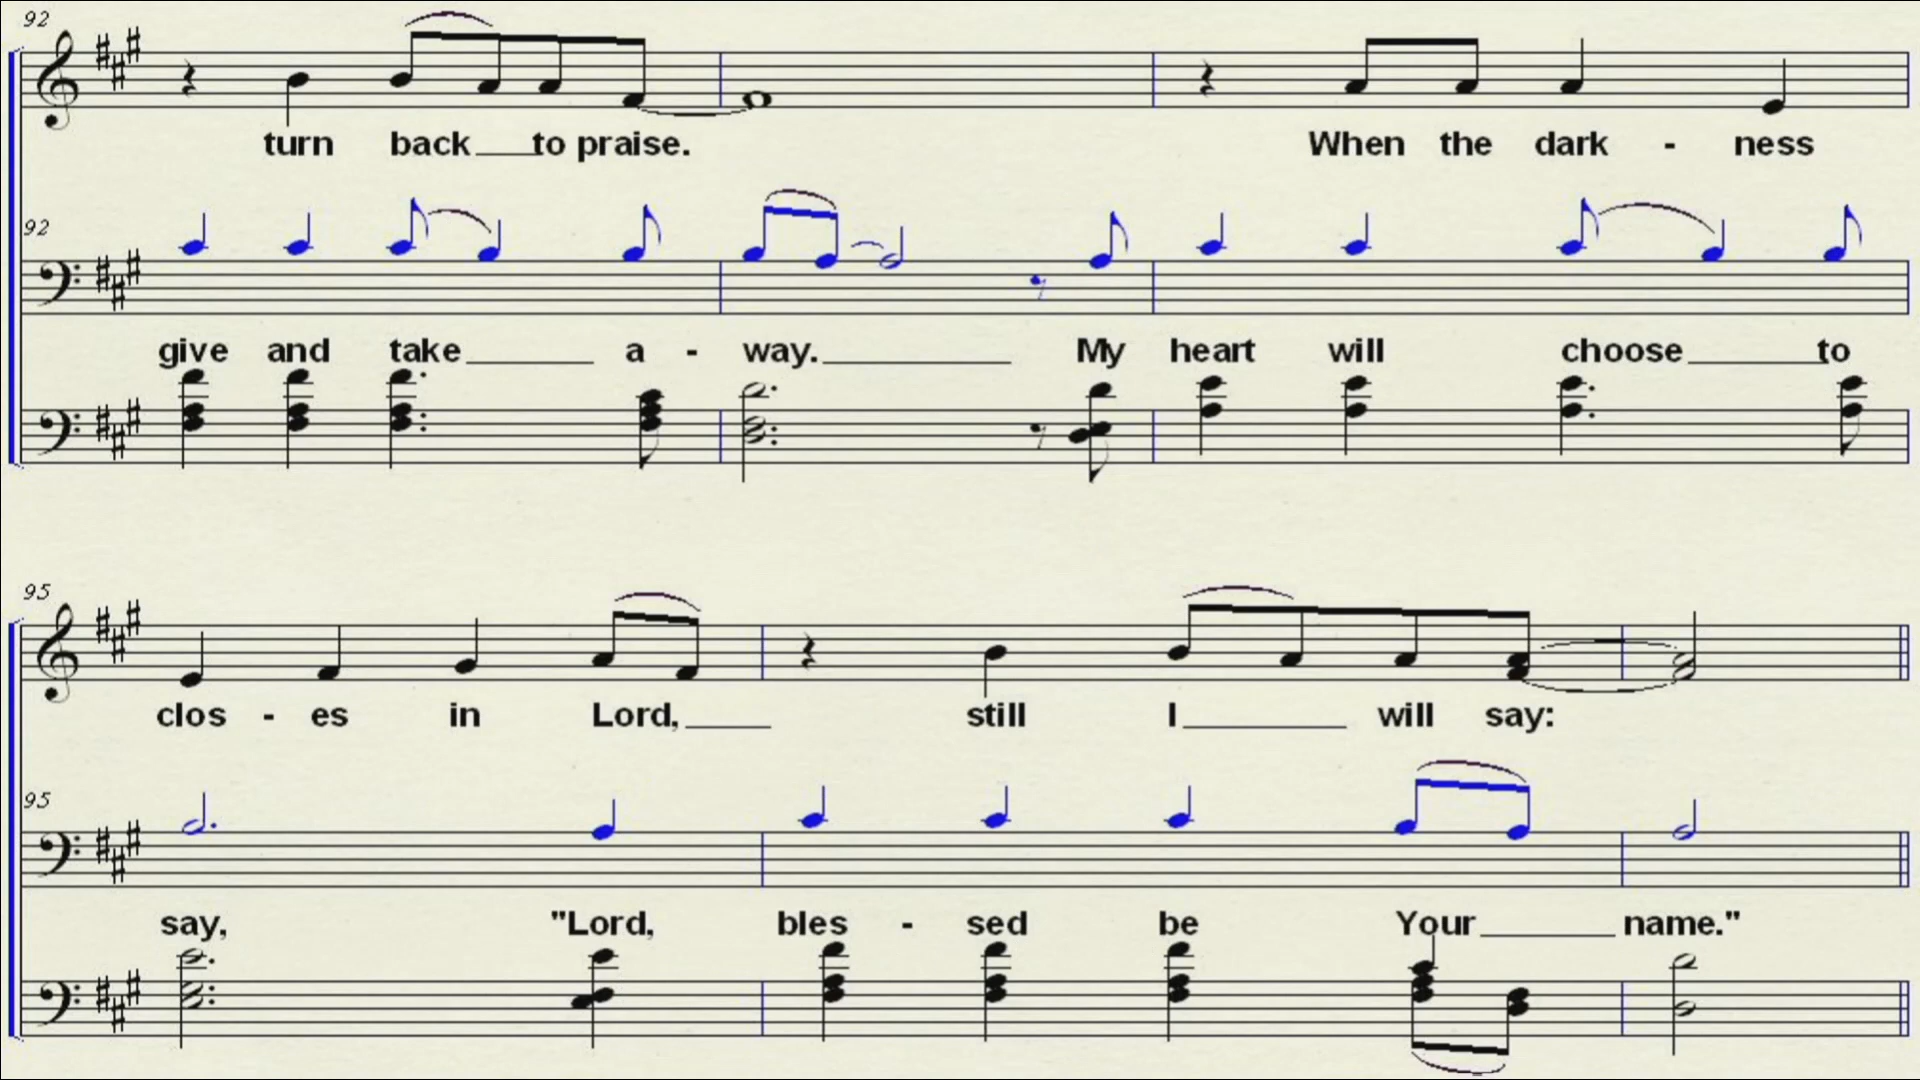 92
turn back to praise. When the dark - ness
92
give and take a - way. My heart will choose to
95
clos - es in Lord, still I will say:
95
say, "Lord, bles - sed be Your name."